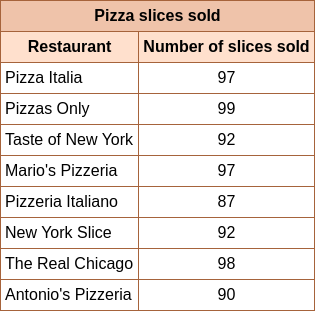 Pizza slices sold
Restaurant Number of slices sold
Pizza Italia 97
Pizzas Only 99
Taste of New York 92
Mario's Pizzeria 97
Pizzeria Italiano 87
New York Slice 92
The Real Chicago 98
Antonio's Pizzeria 90